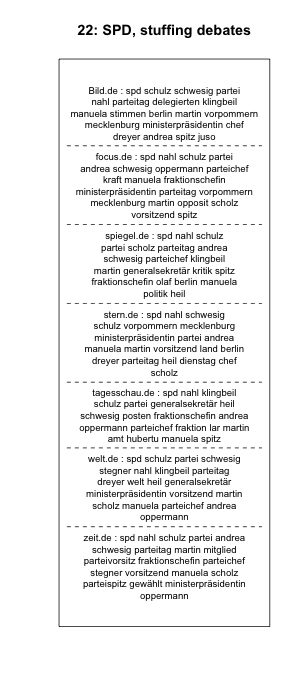 22: SPD, stuffing debates
Bild.de : spd schulz schwesig partei
nahl parteitag delegierten klingbeil
manuela stimmen berlin martin vorpommern
mecklenburg ministerpräsidentin chef
dreyer andrea spitz juso
focus.de : spd nahl schulz partei
andrea schwesig oppermann parteichef
kraft manuela fraktionschefin
ministerpräsidentin parteitag vorpommern
mecklenburg martin opposit scholz
vorsitzend spitz
spiegel.de : spd nahl schulz
partei scholz parteitag andrea
schwesig parteichef klingbeil
martin generalsekretär kritik spitz
fraktionschefin olaf berlin manuela
politik heil
stern.de : spd nahl schwesig
schulz vorpommern mecklenburg
ministerpräsidentin partei andrea
manuela martin vorsitzend land berlin
dreyer parteitag heil dienstag chef
scholz
tagesschau.de : spd nahl klingbeil
schulz partei generalsekretär heil
schwesig posten fraktionschefin andrea
oppermann parteichef fraktion lar martin
amt hubertu manuela spitz
welt.de : spd schulz partei schwesig
stegner nahl klingbeil parteitag
dreyer welt heil generalsekretär
ministerpräsidentin vorsitzend martin
scholz manuela parteichef andrea
oppermann
zeit.de : spd nahl schulz partei andrea
schwesig parteitag martin mitglied
parteivorsitz fraktionschefin parteichef
stegner vorsitzend manuela scholz
parteispitz gewählt ministerpräsidentin
oppermann